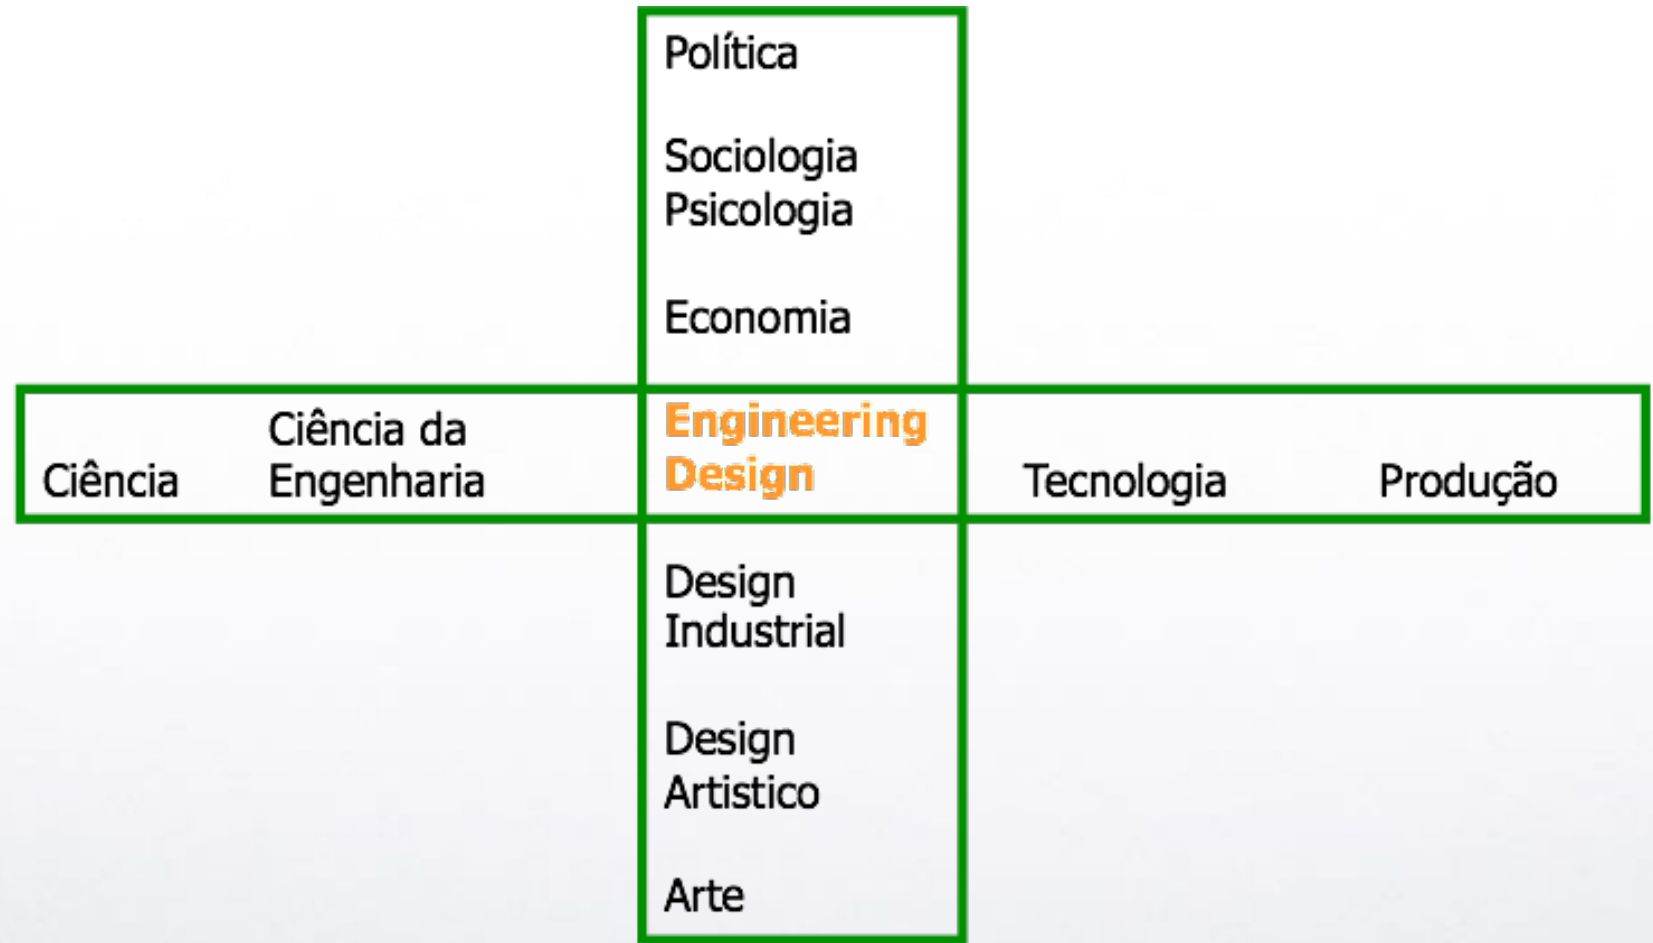 Política
Sociologia
Psicologia
Economia
Ciência
Ciência da
Engenharia
Engineering
Design
Tecnologia
Produção
Design
Industrial
Design
Artistico
Arte